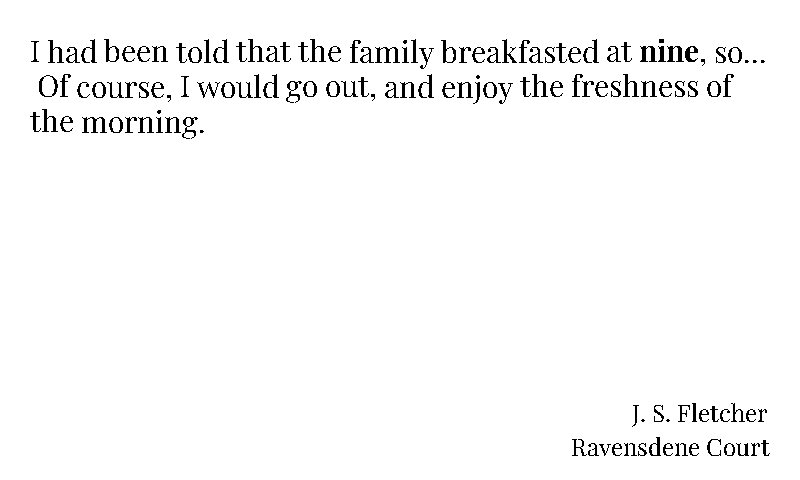 I had been told that the family breakfasted at nine, so...
Of course, I would go out, and enjoy the freshness of
the morning.
J. S. Fletcher
Ravensdene Court